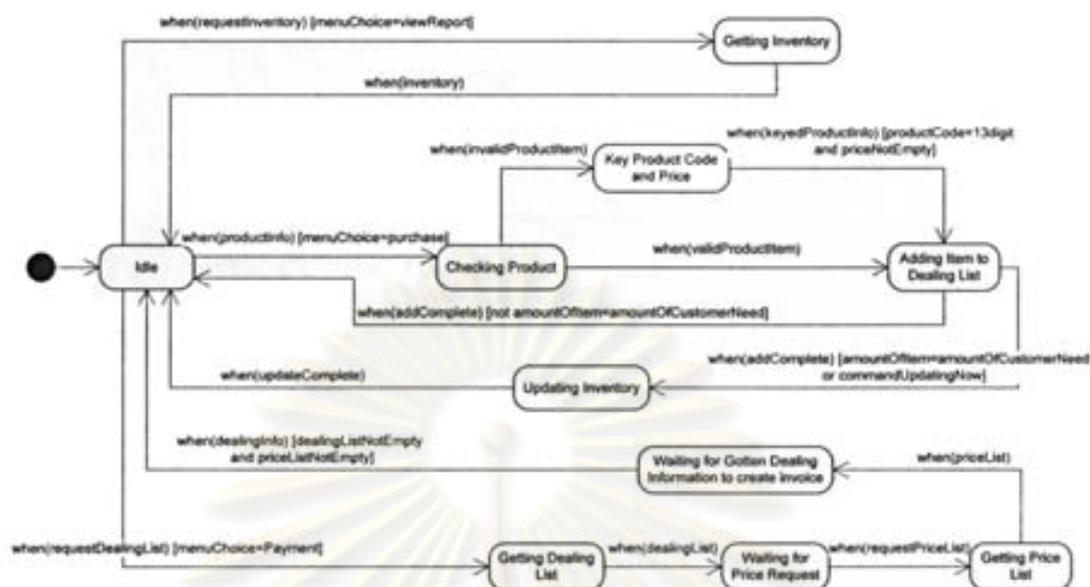 when(requestInventory) [menuChoice=viewReport]
Getting Inventory
when(inventory)
when(keyedProductInfo) [productCode=13digit
and priceNotEmpty]
when(invalidProductItem)
Key Product Code
and Price
when(productInfo) [menuChoice=purchase]
when(validProductItem)
Idle
Checking Product
Adding Item to
Dealing List
when(addComplete) [not amountOfItem=amountOfCustomerNeed]
when(addComplete) [amountOfItem=amountOfCustomerNeed
or commandUpdatingNow]
when(updateComplete)
Updating Inventory
when(dealingInfo) [dealingListNotEmpty
and priceListNotEmpty]
Waiting for Gotten Dealing
Information to create invoice
when(priceList)
when(requestDealingList) [menuChoice=Payment]
Getting Dealing
List
when(dealingList)
Waiting for
Price Request
when(requestPriceList)
Getting Price
List